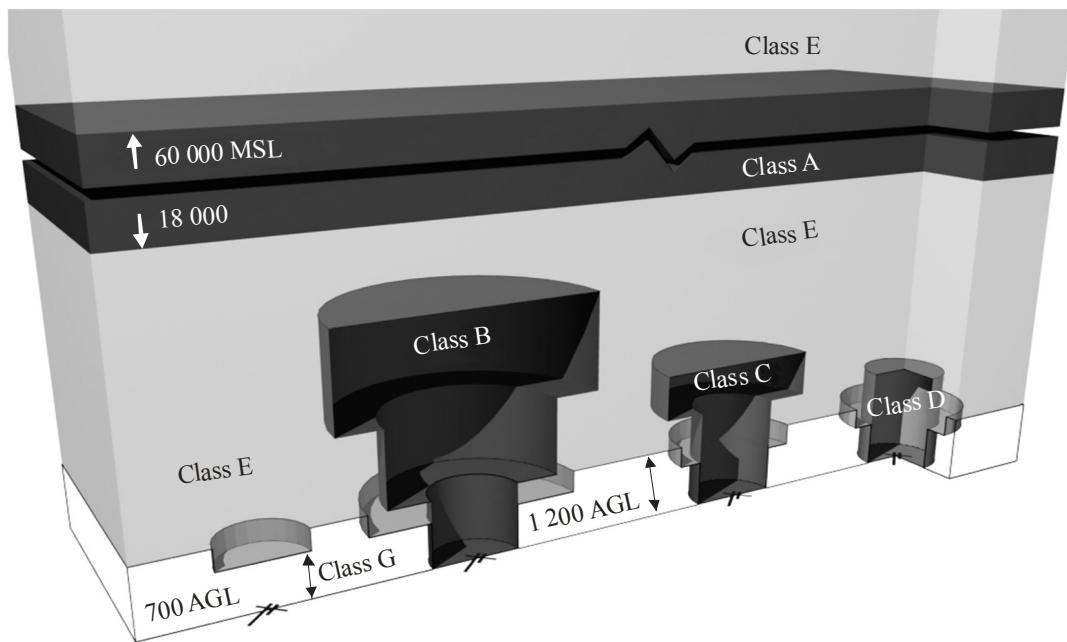 Class E
60 000 MSL
Class A
18 000
Class E
Class B
Class C
Class D
Class E
1 200 AGL
Class G
700 AGL